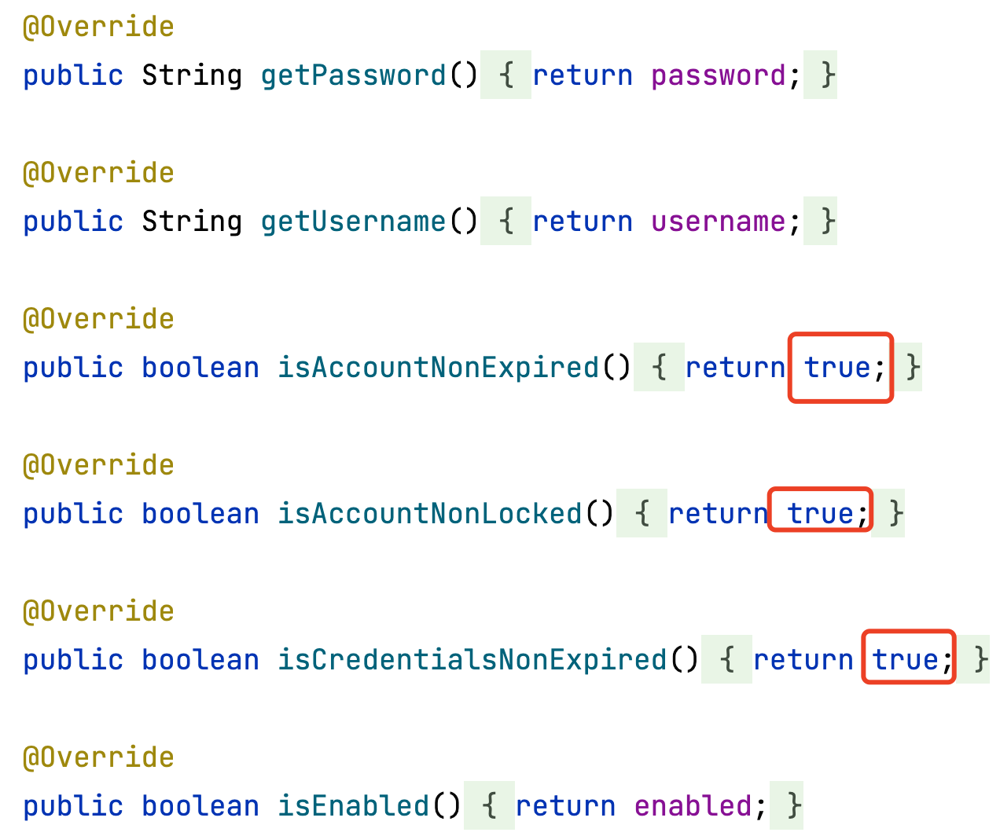 @Override
public String getPassword() { return password; }
@Override
public String getUsername() { return username; }
@Override
public boolean isAccountNonExpired() { return true; }
@Override
public boolean isAccountNonLocked() { return true; }
@Override
public boolean isCredentialsNonExpired() { return true; }
@Override
public boolean isEnabled() { return enabled; }